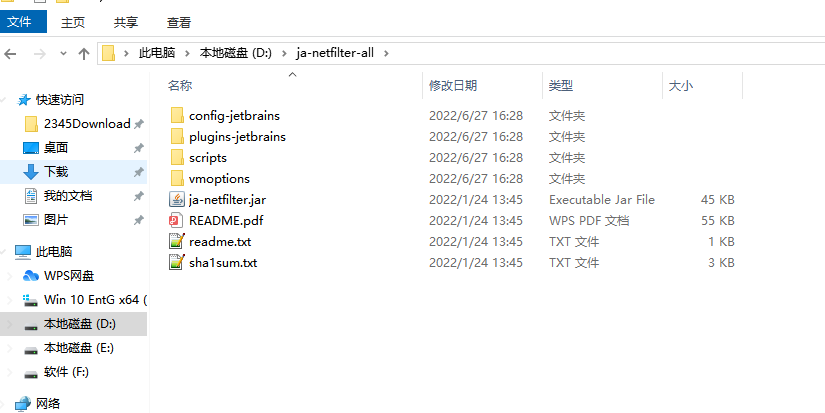 文件 主页 共享 查看
此电脑 本地磁盘 (D:) ja-netfilter-all
名称 修改日期 类型 大小
快速访问
2345Download
桌面
下载
我的文档
图片
此电脑
WPS网盘
Win 10 EntG x64 (
本地磁盘 (D:)
本地磁盘 (E:)
软件 (F:)
网络
config-jetbrains 2022/6/27 16:28 文件夹
plugins-jetbrains 2022/6/27 16:28 文件夹
scripts 2022/6/27 16:28 文件夹
vmoptions 2022/6/27 16:28 文件夹
ja-netfilter.jar 2022/1/24 13:45 Executable Jar File 45 KB
README.pdf 2022/1/24 13:45 WPS PDF 文档 55 KB
readme.txt 2022/1/24 13:45 TXT 文件 1 KB
sha1sum.txt 2022/1/24 13:45 TXT 文件 3 KB